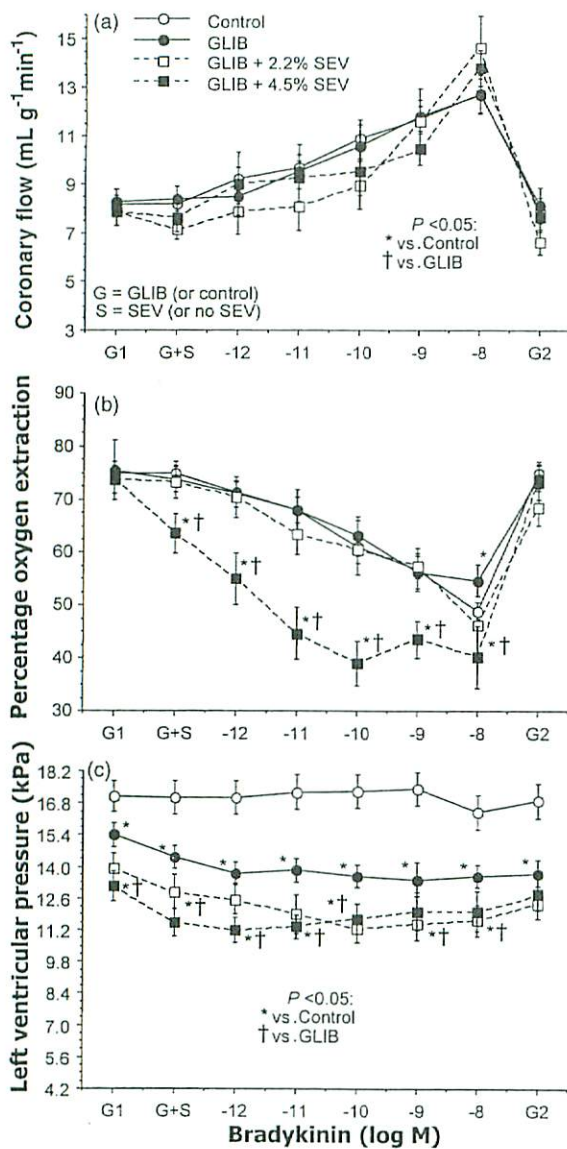 (a)
Control
GLIB
GLIB + 2.2% SEV
GLIB + 4.5% SEV
Coronary flow (mL g⁻¹min⁻¹)
15
13
11
9
7
5
3
P <0.05:
* vs.Control
† vs.GLIB
G = GLIB (or control)
S = SEV (or no SEV)
G1 G+S -12 -11 -10 -9 -8 G2
(b)
Percentage oxygen extraction
90
80
70
60
50
40
30
* †
* †
* †
* †
* †
*
* †
G1 G+S -12 -11 -10 -9 -8 G2
(c)
Left ventricular pressure (kPa)
18.2
16.8
15.4
14.0
12.6
11.2
9.8
8.4
7.0
5.6
4.2
* * * * * * * *
* † * † * †
* † * † * † * †
P <0.05:
* vs.Control
† vs.GLIB
G1 G+S -12 -11 -10 -9 -8 G2
Bradykinin (log M)